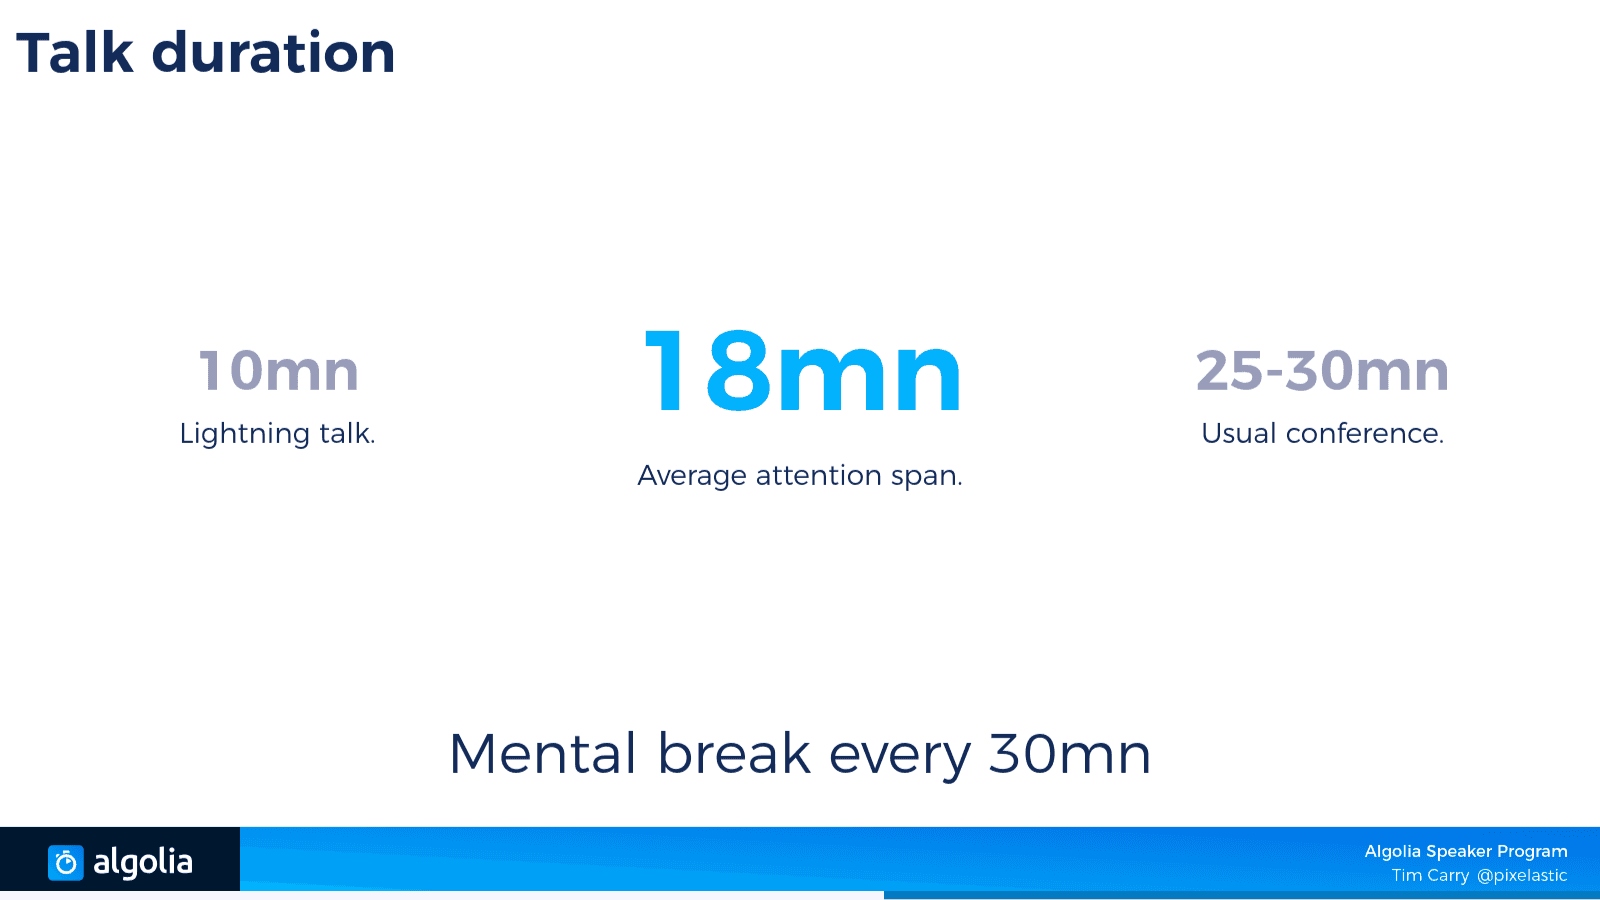 Talk duration
10mn
Lightning talk.
18mn
Average attention span.
25-30mn
Usual conference.
Mental break every 30mn
algolia
Algolia Speaker Program
Tim Carry @pixelastic